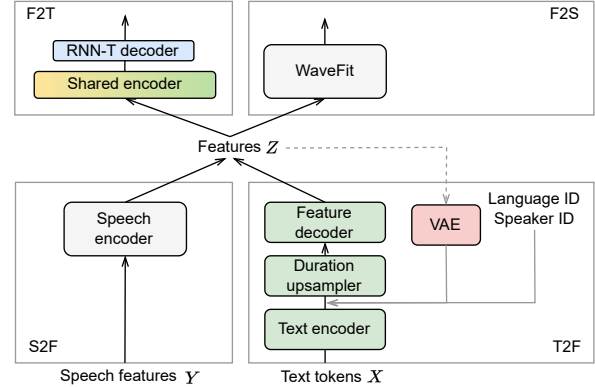 F2T
F2S
RNN-T decoder
Shared encoder
WaveFit
Features Z
Speech
encoder
Feature
decoder
VAE
Language ID
Speaker ID
Duration
upsampler
Text encoder
S2F
T2F
Speech features Y
Text tokens X